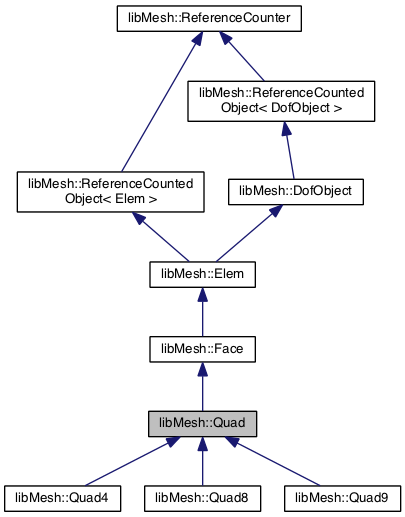 libMesh::ReferenceCounter
libMesh::ReferenceCounted
Object< DofObject >
libMesh::ReferenceCounted
Object< Elem >
libMesh::DofObject
libMesh::Elem
libMesh::Face
libMesh::Quad
libMesh::Quad4
libMesh::Quad8
libMesh::Quad9